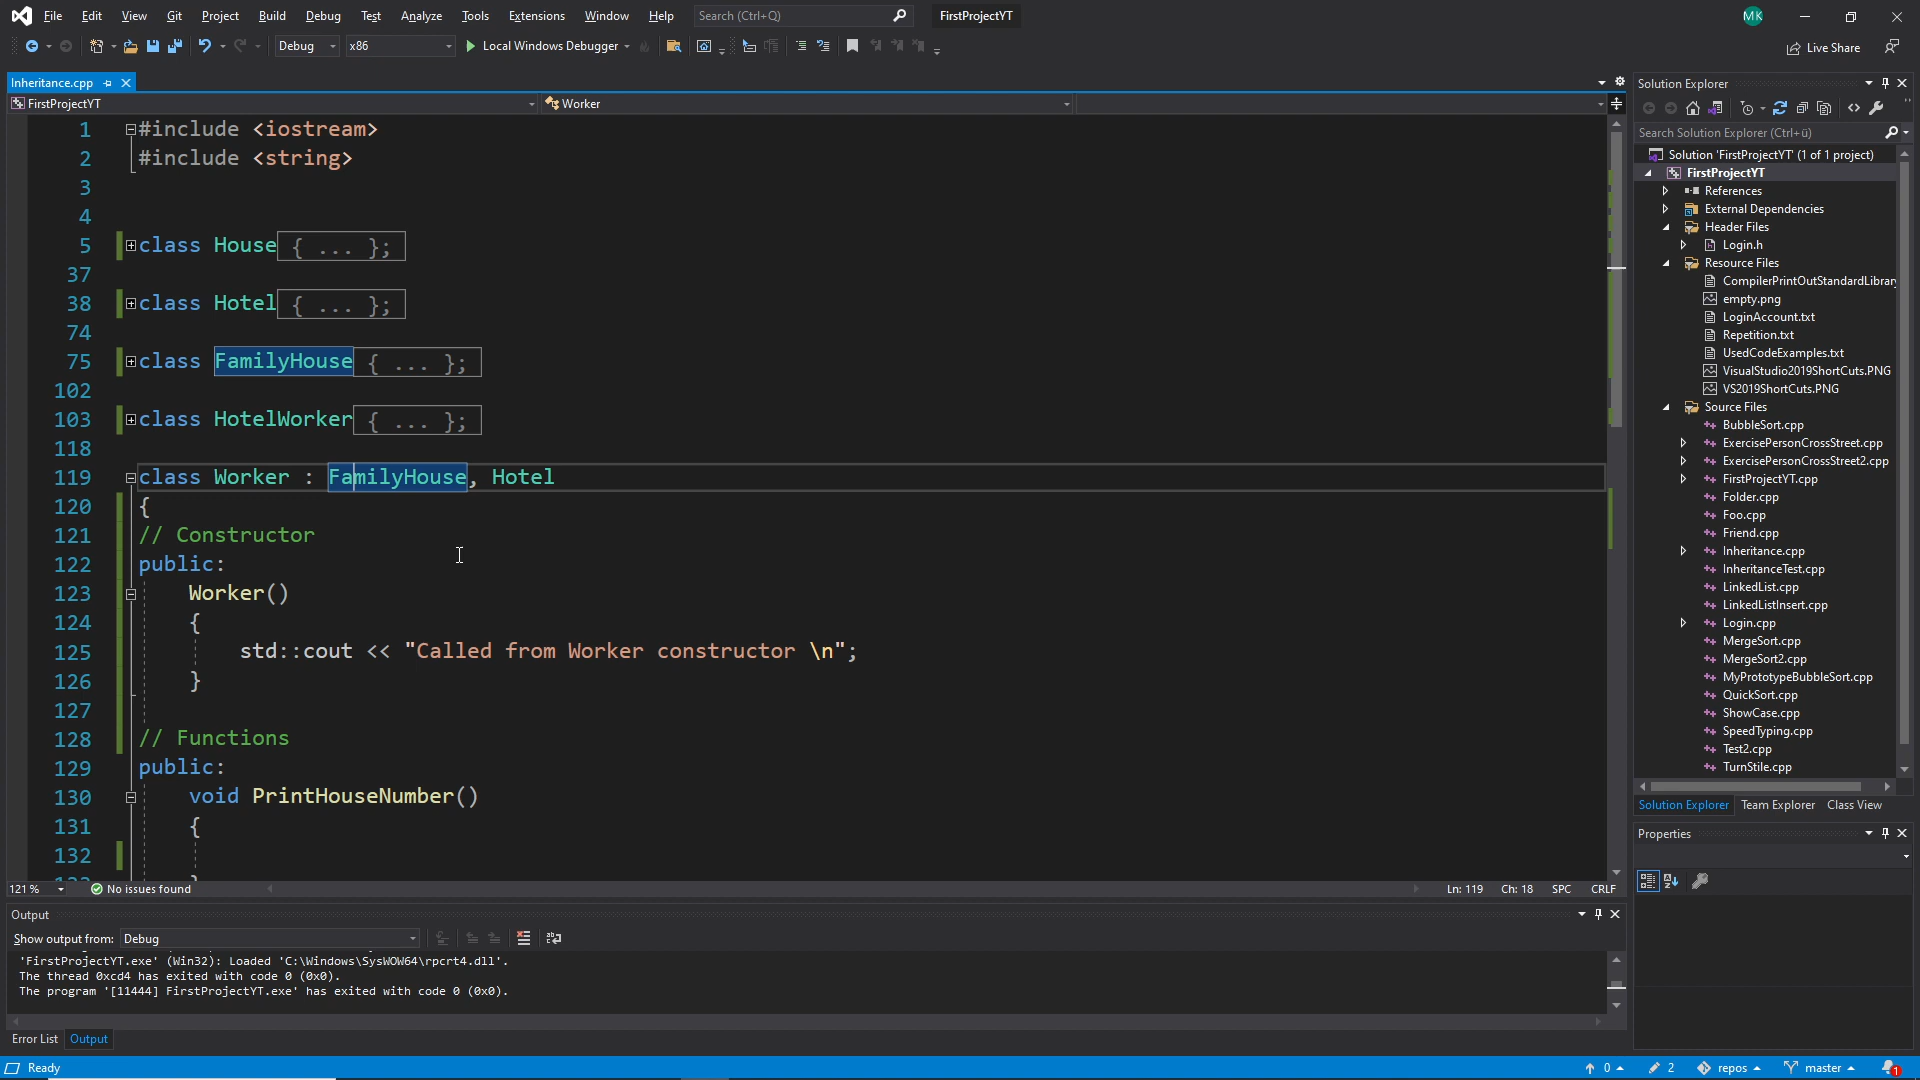 File Edit View Git Project Build Debug Test Analyze Tools Extensions Window Help Search (Ctrl+Q) FirstProjectYT MK
Debug x86 Local Windows Debugger Live Share
Inheritance.cpp
FirstProjectYT Worker
1 #include <iostream>
2 #include <string>
3
4
5 class House { ... };
37
38 class Hotel { ... };
74
75 class FamilyHouse { ... };
102
103 class HotelWorker { ... };
118
119 class Worker : FamilyHouse, Hotel
120 {
121 // Constructor
122 public:
123 Worker()
124 {
125 std::cout << "Called from Worker constructor \n";
126 }
127
128 // Functions
129 public:
130 void PrintHouseNumber()
131 {
132
121 % No issues found Ln: 119 Ch: 18 SPC CRLF
Output
Show output from: Debug
'FirstProjectYT.exe' (Win32): Loaded 'C:\Windows\SysWOW64\rpcrt4.dll'.
The thread 0xcd4 has exited with code 0 (0x0).
The program '[11444] FirstProjectYT.exe' has exited with code 0 (0x0).
Error List Output
Solution Explorer
Search Solution Explorer (Ctrl+ü)
Solution 'FirstProjectYT' (1 of 1 project)
FirstProjectYT
References
External Dependencies
Header Files
Login.h
Resource Files
CompilerPrintOutStandardLibrar
empty.png
LoginAccount.txt
Repetition.txt
UsedCodeExamples.txt
VisualStudio2019ShortCuts.PNG
VS2019ShortCuts.PNG
Source Files
BubbleSort.cpp
ExercisePersonCrossStreet.cpp
ExercisePersonCrossStreet2.cpp
FirstProjectYT.cpp
Folder.cpp
Foo.cpp
Friend.cpp
Inheritance.cpp
InheritanceTest.cpp
LinkedList.cpp
LinkedListInsert.cpp
Login.cpp
MergeSort.cpp
MergeSort2.cpp
MyPrototypeBubbleSort.cpp
QuickSort.cpp
ShowCase.cpp
SpeedTyping.cpp
Test2.cpp
TurnStile.cpp
Solution Explorer Team Explorer Class View
Properties
Ready 0 2 repos master 1